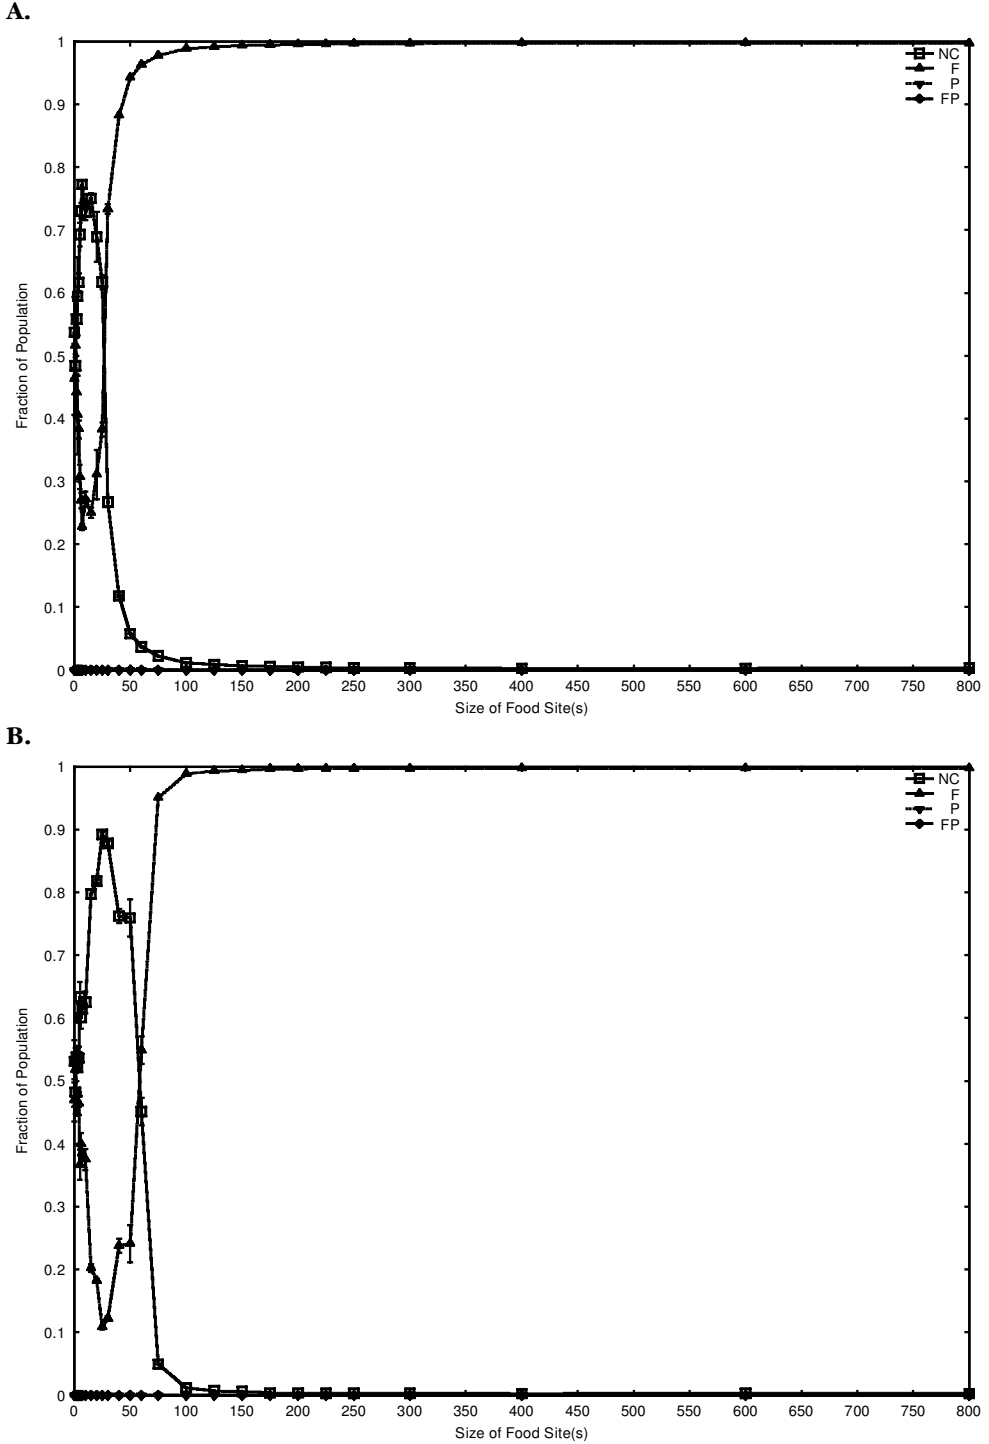 A.
1
NC
F
P
FP
0.9
0.8
0.7
0.6
0.5
0.4
0.3
0.2
0.1
0
Fraction of Population
0 50 100 150 200 250 300 350 400 450 500 550 600 650 700 750 800
Size of Food Site(s)
B.
1
NC
F
P
FP
0.9
0.8
0.7
0.6
0.5
0.4
0.3
0.2
0.1
0
Fraction of Population
0 50 100 150 200 250 300 350 400 450 500 550 600 650 700 750 800
Size of Food Site(s)